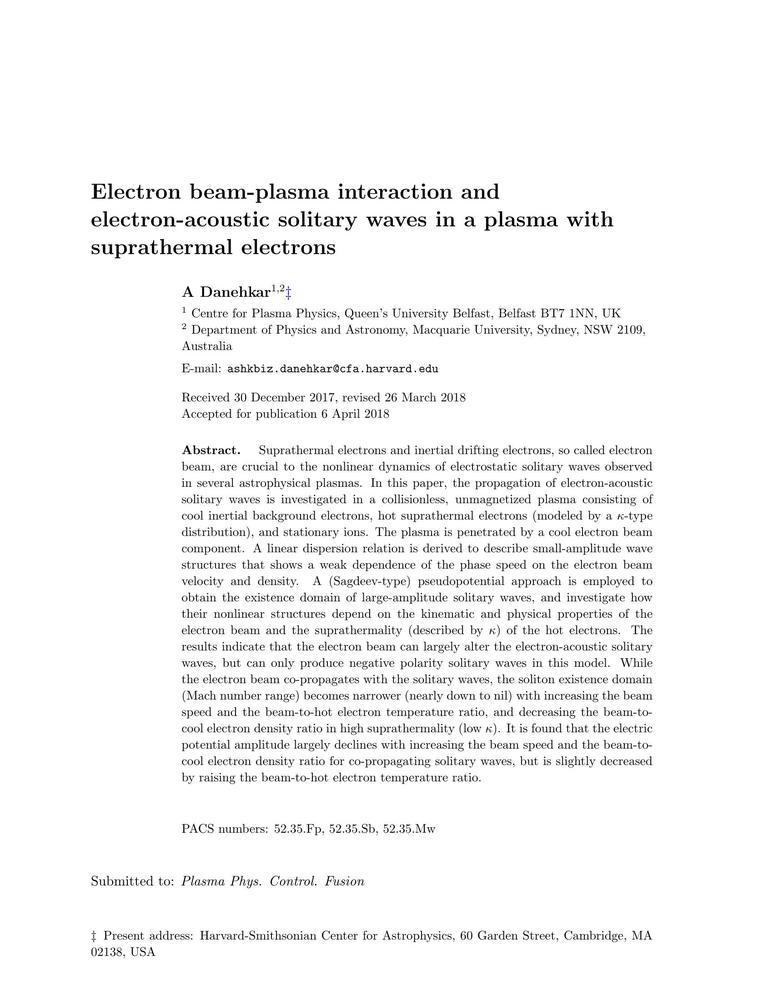 Electron beam-plasma interaction and
electron-acoustic solitary waves in a plasma with
suprathermal electrons
A Danehkar1,2‡
1 Centre for Plasma Physics, Queen's University Belfast, Belfast BT7 1NN, UK
2 Department of Physics and Astronomy, Macquarie University, Sydney, NSW 2109,
Australia
E-mail: ashkbiz.danehkar@cfa.harvard.edu
Received 30 December 2017, revised 26 March 2018
Accepted for publication 6 April 2018
Abstract. Suprathermal electrons and inertial drifting electrons, so called electron
beam, are crucial to the nonlinear dynamics of electrostatic solitary waves observed
in several astrophysical plasmas. In this paper, the propagation of electron-acoustic
solitary waves is investigated in a collisionless, unmagnetized plasma consisting of
cool inertial background electrons, hot suprathermal electrons (modeled by a κ-type
distribution), and stationary ions. The plasma is penetrated by a cool electron beam
component. A linear dispersion relation is derived to describe small-amplitude wave
structures that shows a weak dependence of the phase speed on the electron beam
velocity and density. A (Sagdeev-type) pseudopotential approach is employed to
obtain the existence domain of large-amplitude solitary waves, and investigate how
their nonlinear structures depend on the kinematic and physical properties of the
electron beam and the suprathermality (described by κ) of the hot electrons. The
results indicate that the electron beam can largely alter the electron-acoustic solitary
waves, but can only produce negative polarity solitary waves in this model. While
the electron beam co-propagates with the solitary waves, the soliton existence domain
(Mach number range) becomes narrower (nearly down to nil) with increasing the beam
speed and the beam-to-hot electron temperature ratio, and decreasing the beam-to-
cool electron density ratio in high suprathermality (low κ). It is found that the electric
potential amplitude largely declines with increasing the beam speed and the beam-to-
cool electron density ratio for co-propagating solitary waves, but is slightly decreased
by raising the beam-to-hot electron temperature ratio.
PACS numbers: 52.35.Fp, 52.35.Sb, 52.35.Mw
Submitted to: Plasma Phys. Control. Fusion
‡ Present address: Harvard-Smithsonian Center for Astrophysics, 60 Garden Street, Cambridge, MA
02138, USA